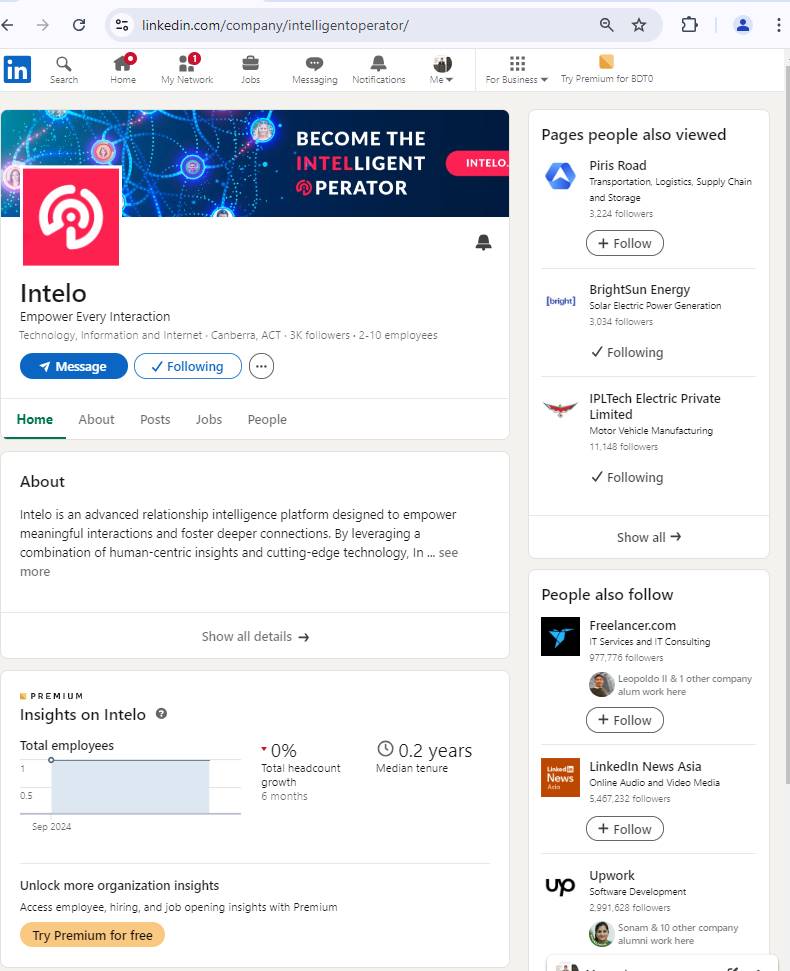 linkedin.com/company/intelligentoperator/
in
Search
Home
1
My Network
Jobs
Messaging
Notifications
Me
For Business
Try Premium for BDT0
BECOME THE
INTELLIGENT
OPERATOR
INTELO.
Intelo
Empower Every Interaction
Technology, Information and Internet · Canberra, ACT · 3K followers · 2-10 employees
Message
Following
Home
About
Posts
Jobs
People
About
Intelo is an advanced relationship intelligence platform designed to empower
meaningful interactions and foster deeper connections. By leveraging a
combination of human-centric insights and cutting-edge technology, In ... see
more
Show all details →
PREMIUM
Insights on Intelo
?
Total employees
1
0.5
Sep 2024
0%
Total headcount
growth
6 months
0.2 years
Median tenure
Unlock more organization insights
Access employee, hiring, and job opening insights with Premium
Try Premium for free
Pages people also viewed
Piris Road
Transportation, Logistics, Supply Chain
and Storage
3,224 followers
+ Follow
[bright]
BrightSun Energy
Solar Electric Power Generation
3,034 followers
Following
IPLTech Electric Private
Limited
Motor Vehicle Manufacturing
11,148 followers
Following
Show all →
People also follow
Freelancer.com
IT Services and IT Consulting
977,776 followers
Leopoldo II & 1 other company
alum work here
+ Follow
Linked in
News
Asia
LinkedIn News Asia
Online Audio and Video Media
5,467,232 followers
+ Follow
up
Upwork
Software Development
2,991,628 followers
Sonam & 10 other company
alumni work here